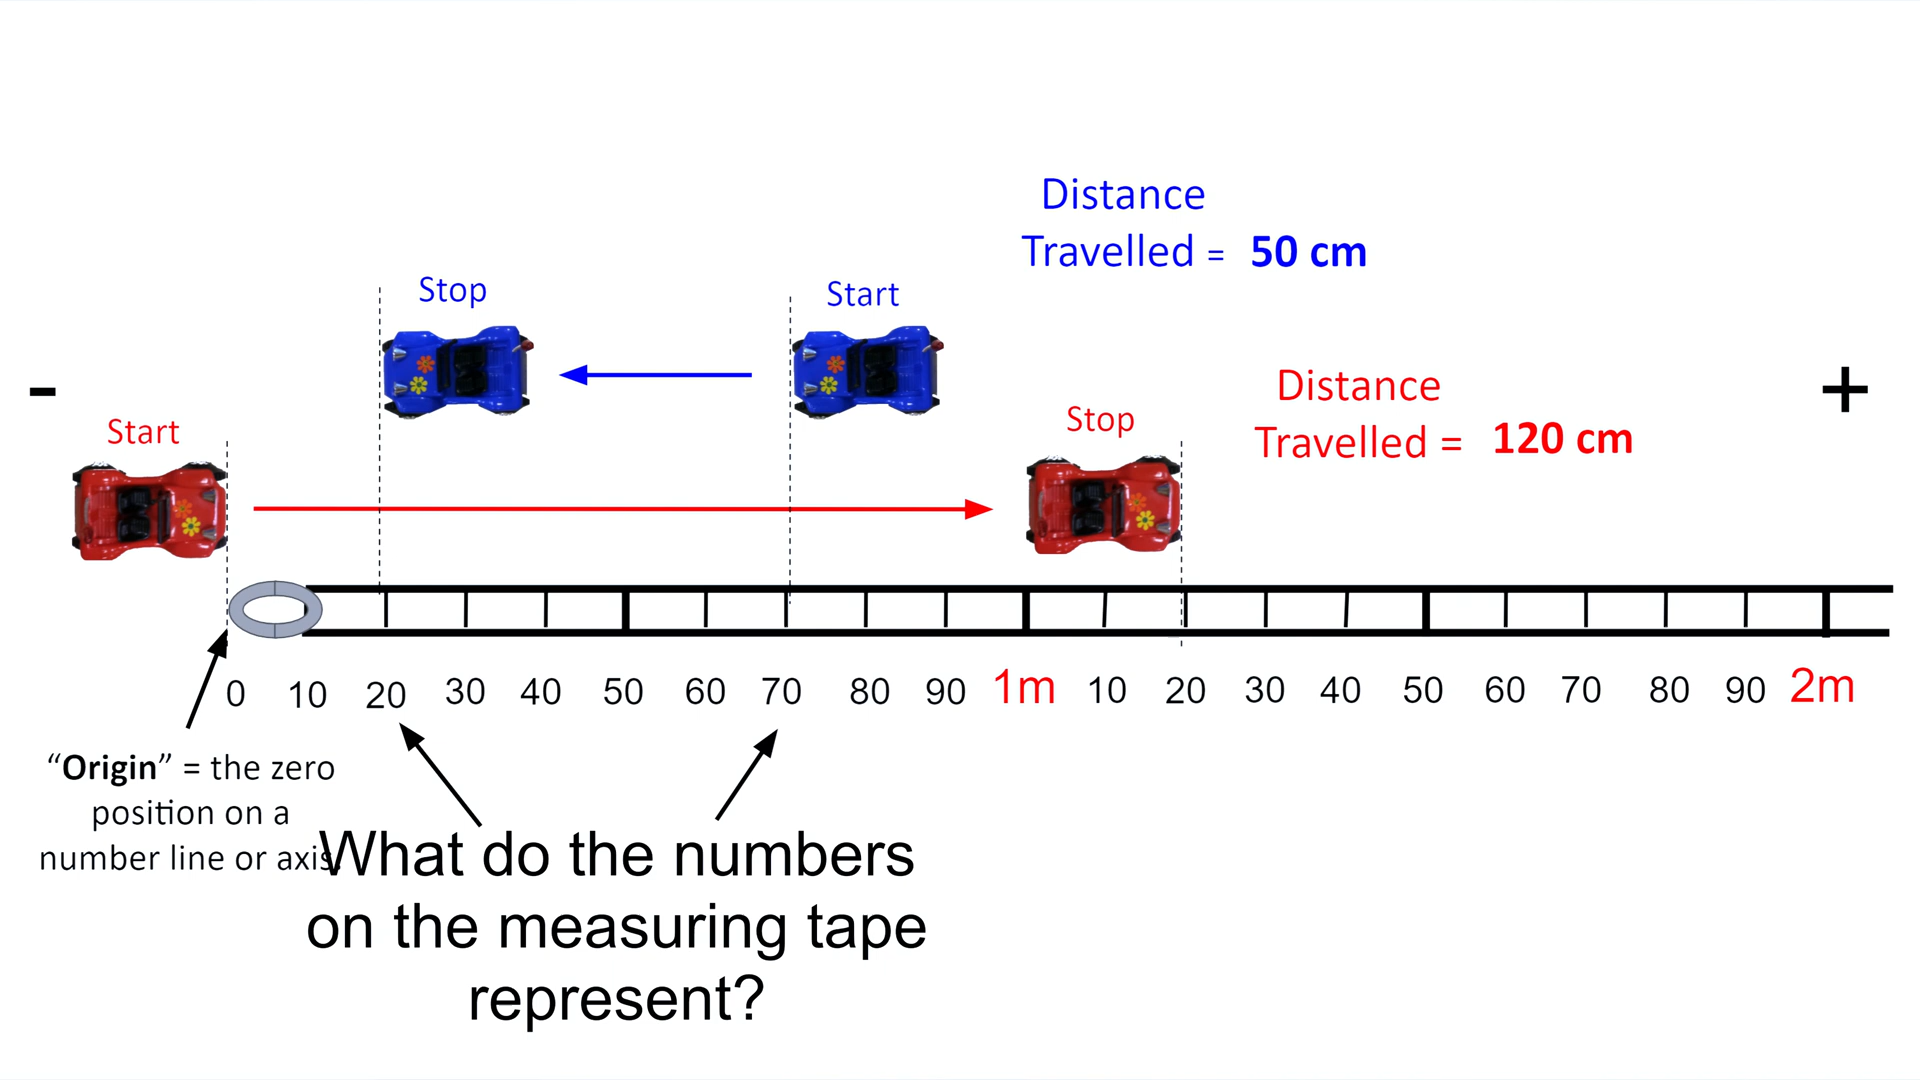 Distance
Travelled = 50 cm
Stop
Start
Distance
Travelled = 120 cm
-
+
Start
Stop
0 10 20 30 40 50 60 70 80 90 1m 10 20 30 40 50 60 70 80 90 2m
“Origin” = the zero
position on a
number line or axis.
What do the numbers
on the measuring tape
represent?